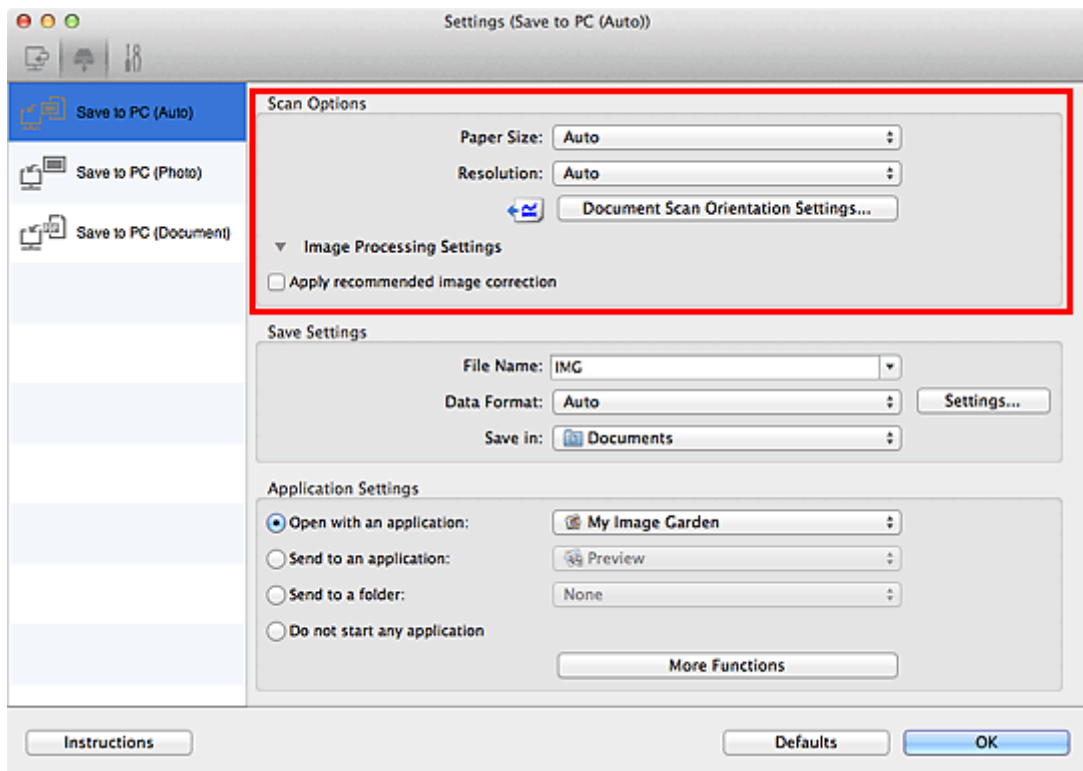 Settings (Save to PC (Auto))
Save to PC (Auto)
Save to PC (Photo)
Save to PC (Document)
Scan Options
Paper Size: Auto
Resolution: Auto
Document Scan Orientation Settings...
Image Processing Settings
Apply recommended image correction
Save Settings
File Name: IMG
Data Format: Auto Settings...
Save in: Documents
Application Settings
Open with an application: My Image Garden
Send to an application: Preview
Send to a folder: None
Do not start any application
More Functions
Instructions Defaults OK